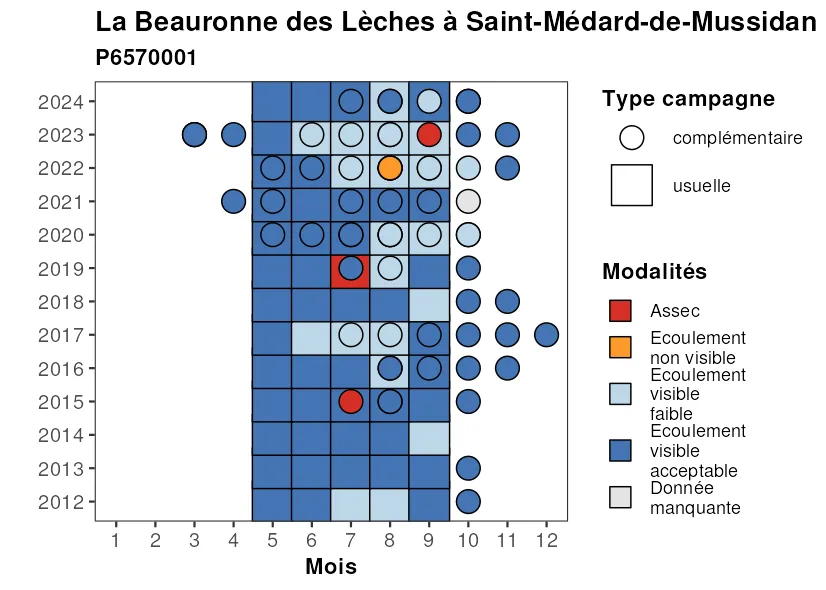 La Beauronne des Lèches à Saint-Médard-de-Mussidan
P6570001
2024
2023
2022
2021
2020
2019
2018
2017
2016
2015
2014
2013
2012
1 2 3 4 5 6 7 8 9 10 11 12
Mois
Type campagne
complémentaire
usuelle
Modalités
Assec
Ecoulement
non visible
Ecoulement
visible
faible
Ecoulement
visible
acceptable
Donnée
manquante